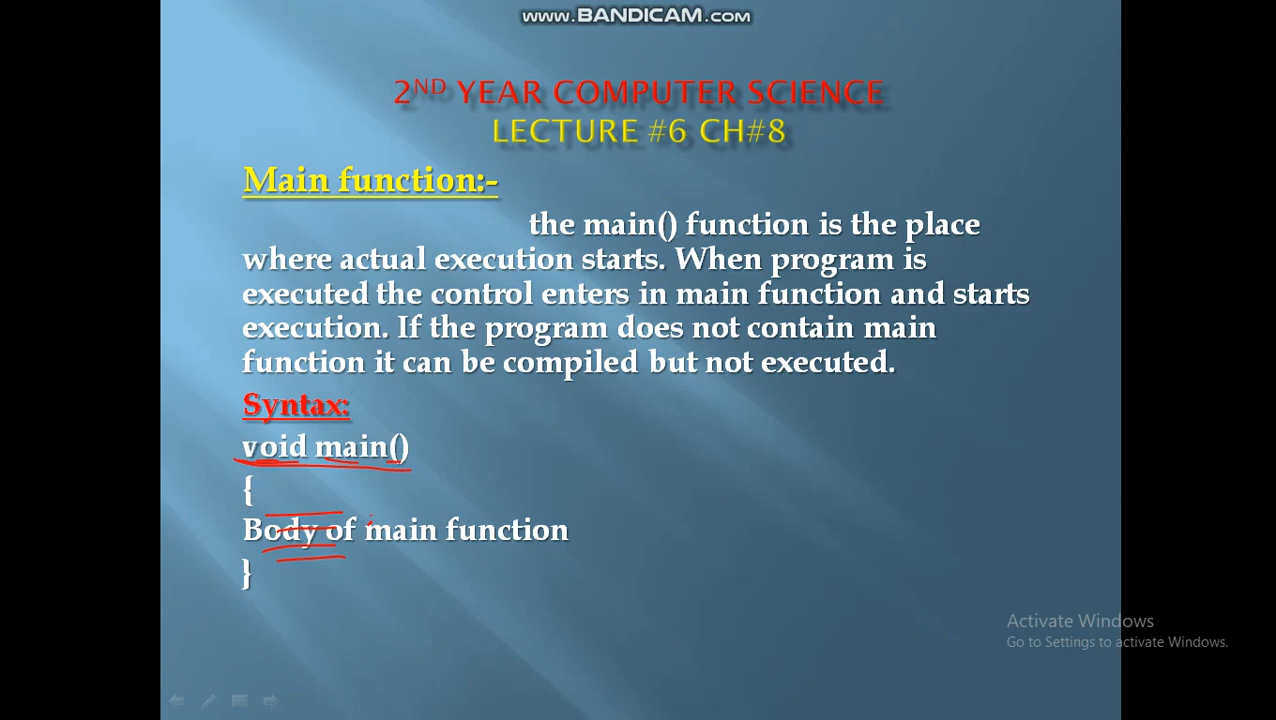 www.BANDICAM.com
2ND YEAR COMPUTER SCIENCE
LECTURE #6 CH#8
Main function:-
the main() function is the place
where actual execution starts. When program is
executed the control enters in main function and starts
execution. If the program does not contain main
function it can be compiled but not executed.
Syntax:
void main()
{
Body of main function
}
Activate Windows
Go to Settings to activate Windows.